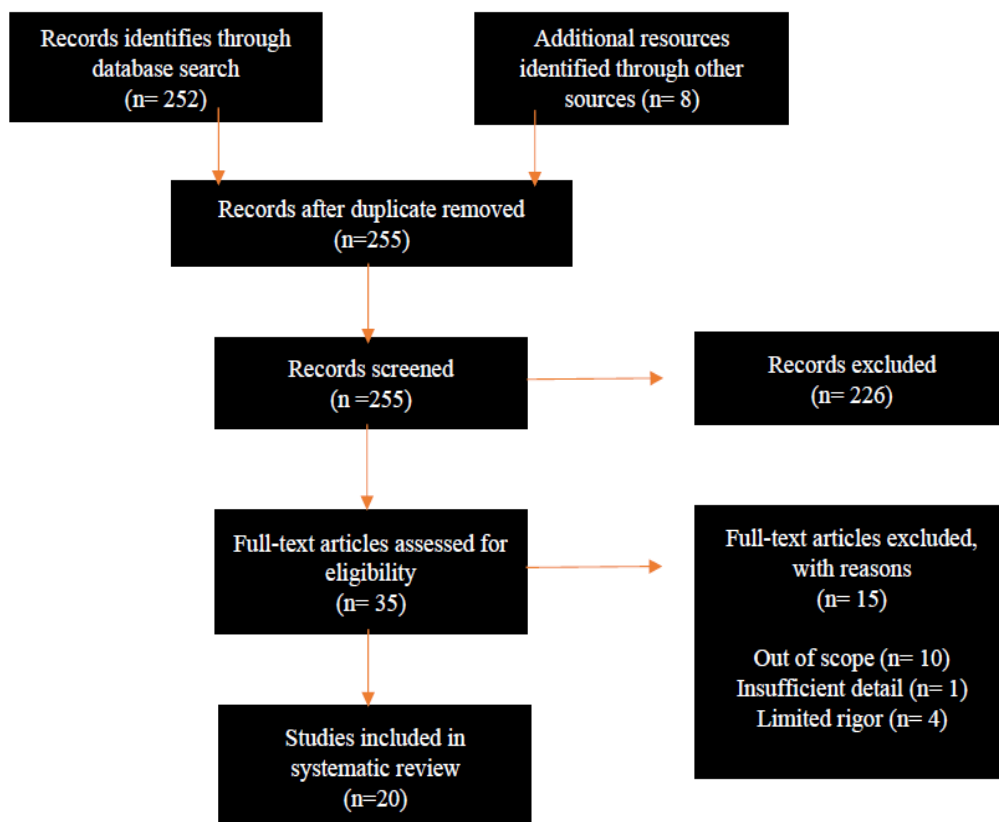 Records identifies through
database search
(n= 252)
Additional resources
identified through other
sources (n= 8)
Records after duplicate removed
(n=255)
Records screened
(n =255)
Records excluded
(n= 226)
Full-text articles assessed for
eligibility
(n= 35)
Full-text articles excluded,
with reasons
(n= 15)
Out of scope (n= 10)
Insufficient detail (n= 1)
Limited rigor (n= 4)
Studies included in
systematic review
(n=20)